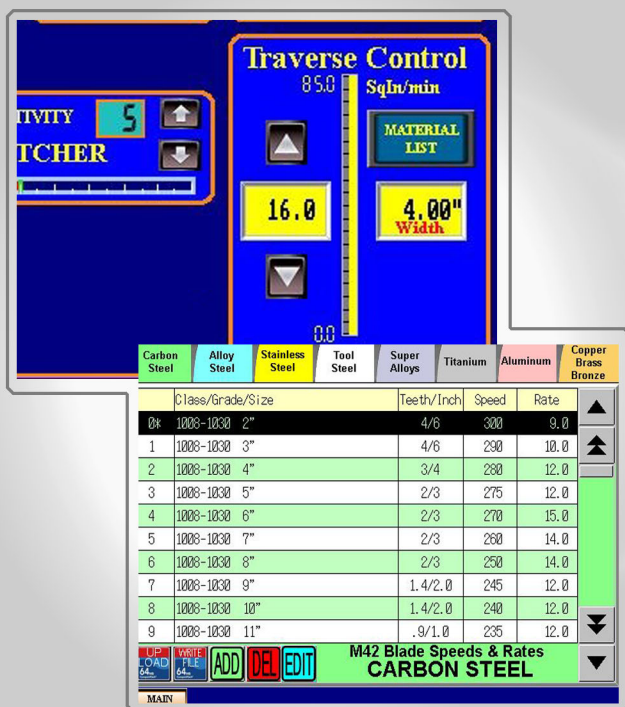 Traverse Control
85.0
SqIn/min
TIVITY 5
TCHER
MATERIAL
LIST
16.0
4.00"
Width
0.0
Carbon Steel
Alloy Steel
Stainless Steel
Tool Steel
Super Alloys
Titanium
Aluminum
Copper Brass Bronze
Class/Grade/Size Teeth/Inch Speed Rate
0* 1008-1030 2" 4/6 300 9.0
1 1008-1030 3" 4/6 290 10.0
2 1008-1030 4" 3/4 280 12.0
3 1008-1030 5" 2/3 275 12.0
4 1008-1030 6" 2/3 270 15.0
5 1008-1030 7" 2/3 260 14.0
6 1008-1030 8" 2/3 250 14.0
7 1008-1030 9" 1.4/2.0 245 12.0
8 1008-1030 10" 1.4/2.0 240 12.0
9 1008-1030 11" .9/1.0 235 12.0
UP
LOAD
64
WRITE
FILE
64
ADD
DEL
EDIT
M42 Blade Speeds & Rates
CARBON STEEL
MAIN